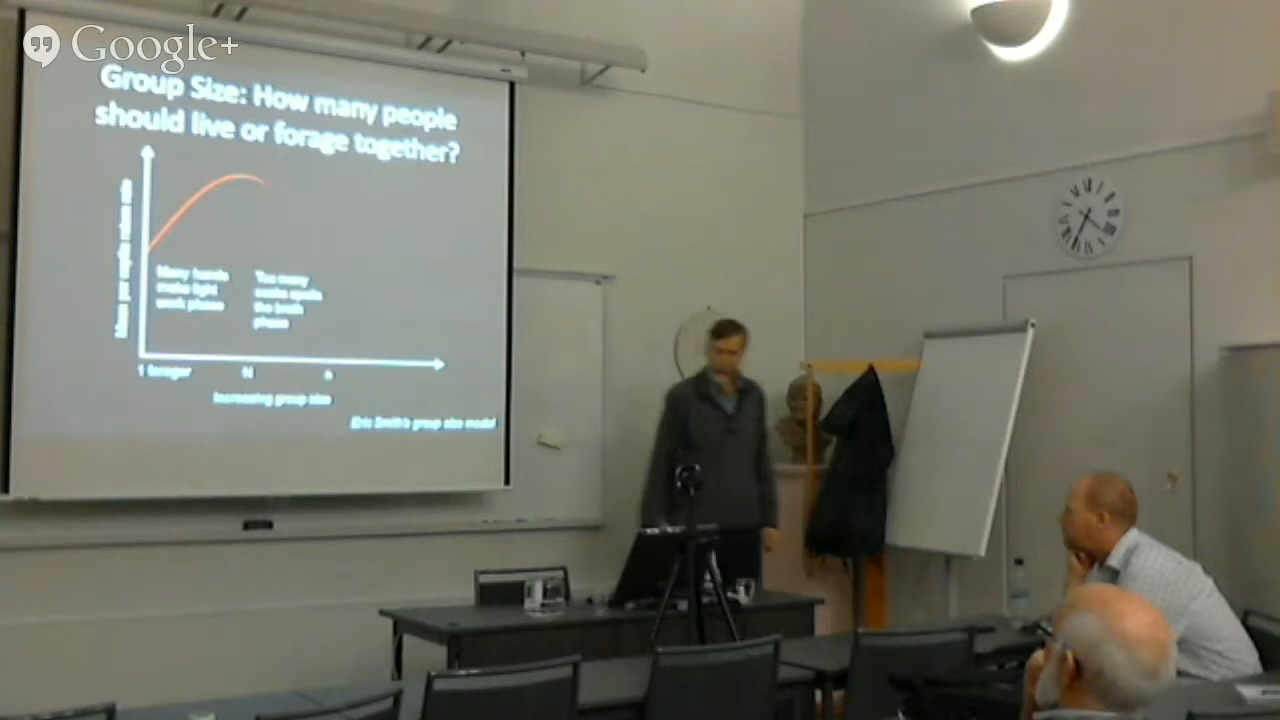 Google+
Group Size: How many people
should live or forage together?
Many hands
make light
work phase
Too many
cooks spoils
the broth
phase
1 forager
N
n
Increasing group size
Eric Smith's group size model